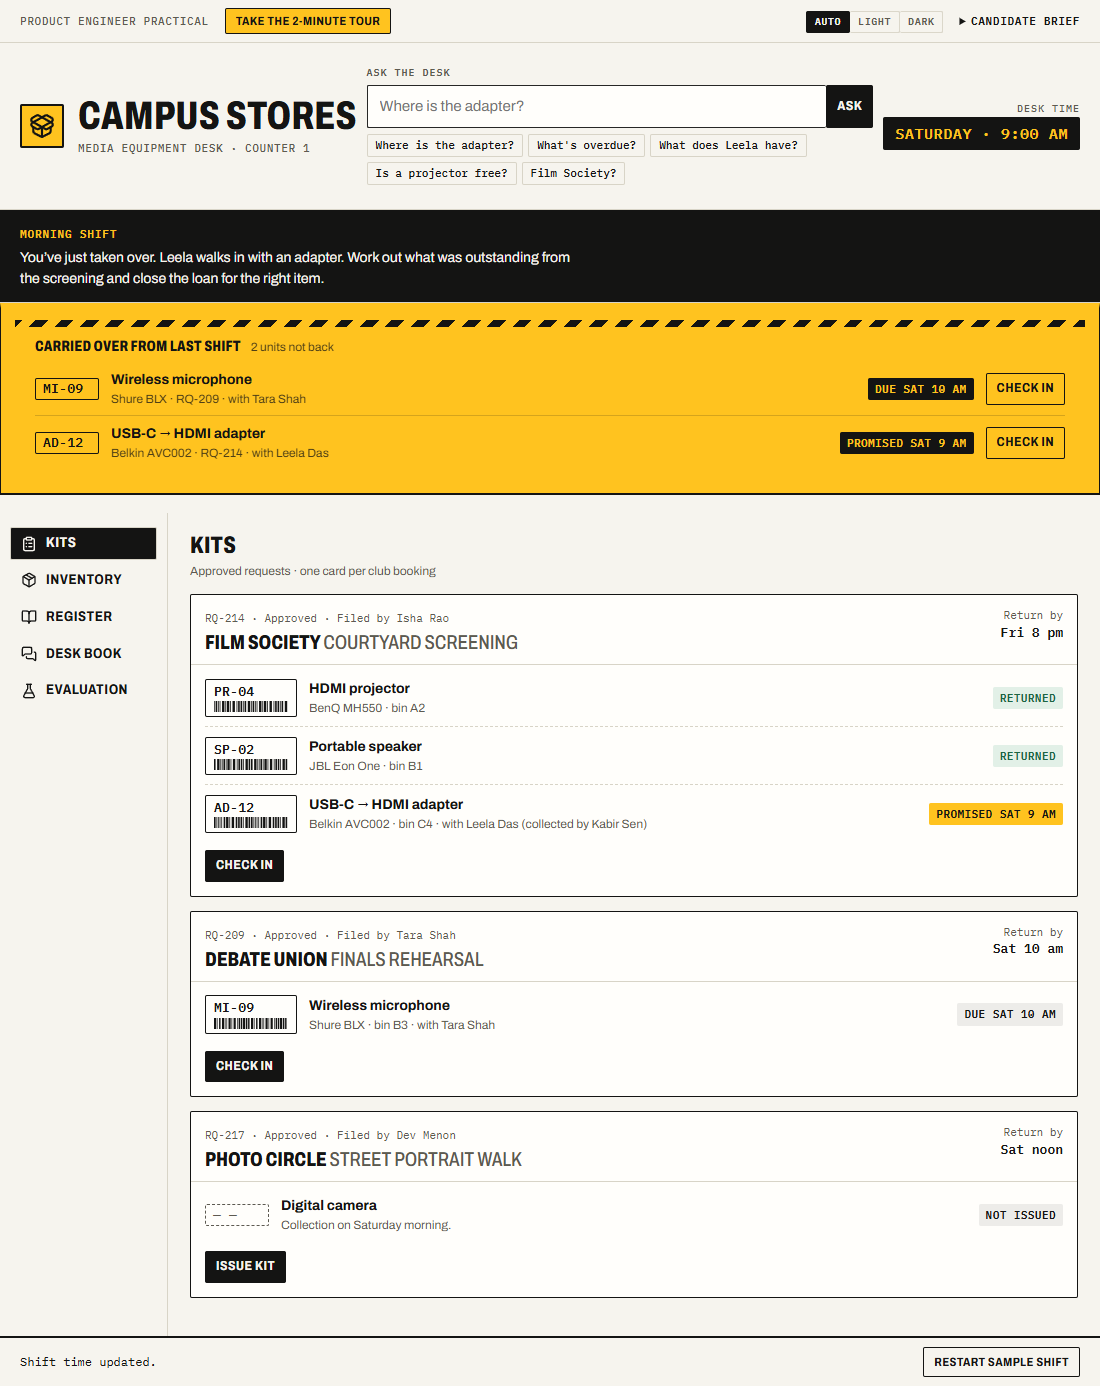 PRODUCT ENGINEER PRACTICAL
TAKE THE 2-MINUTE TOUR
AUTO
LIGHT
DARK
▶ CANDIDATE BRIEF
CAMPUS STORES
MEDIA EQUIPMENT DESK · COUNTER 1
ASK THE DESK
Where is the adapter?
ASK
Where is the adapter?
What's overdue?
What does Leela have?
Is a projector free?
Film Society?
DESK TIME
SATURDAY · 9:00 AM
MORNING SHIFT
You’ve just taken over. Leela walks in with an adapter. Work out what was outstanding from
the screening and close the loan for the right item.
CARRIED OVER FROM LAST SHIFT 2 units not back
MI-09
Wireless microphone
Shure BLX · RQ-209 · with Tara Shah
DUE SAT 10 AM
CHECK IN
AD-12
USB-C → HDMI adapter
Belkin AVC002 · RQ-214 · with Leela Das
PROMISED SAT 9 AM
CHECK IN
KITS
INVENTORY
REGISTER
DESK BOOK
EVALUATION
KITS
Approved requests · one card per club booking
RQ-214 · Approved · Filed by Isha Rao
FILM SOCIETY COURTYARD SCREENING
Return by
Fri 8 pm
PR-04
HDMI projector
BenQ MH550 · bin A2
RETURNED
SP-02
Portable speaker
JBL Eon One · bin B1
RETURNED
AD-12
USB-C → HDMI adapter
Belkin AVC002 · bin C4 · with Leela Das (collected by Kabir Sen)
PROMISED SAT 9 AM
CHECK IN
RQ-209 · Approved · Filed by Tara Shah
DEBATE UNION FINALS REHEARSAL
Return by
Sat 10 am
MI-09
Wireless microphone
Shure BLX · bin B3 · with Tara Shah
DUE SAT 10 AM
CHECK IN
RQ-217 · Approved · Filed by Dev Menon
PHOTO CIRCLE STREET PORTRAIT WALK
Return by
Sat noon
— —
Digital camera
Collection on Saturday morning.
NOT ISSUED
ISSUE KIT
Shift time updated.
RESTART SAMPLE SHIFT